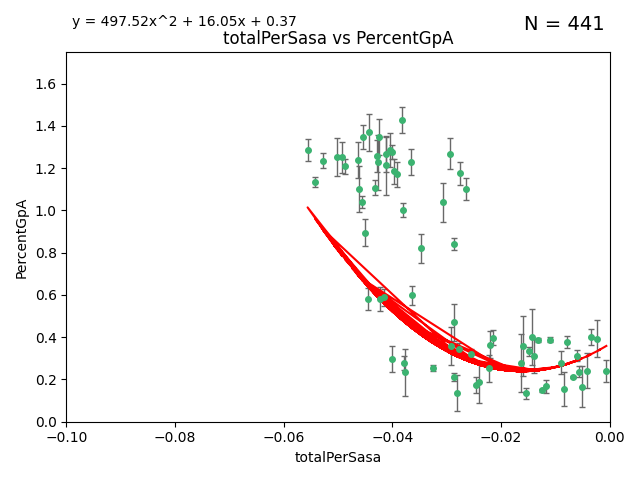 y = 497.52x^2 + 16.05x + 0.37
N = 441
totalPerSasa vs PercentGpA
PercentGpA
1.6
1.4
1.2
1.0
0.8
0.6
0.4
0.2
0.0
−0.10 −0.08 −0.06 −0.04 −0.02 0.00
totalPerSasa